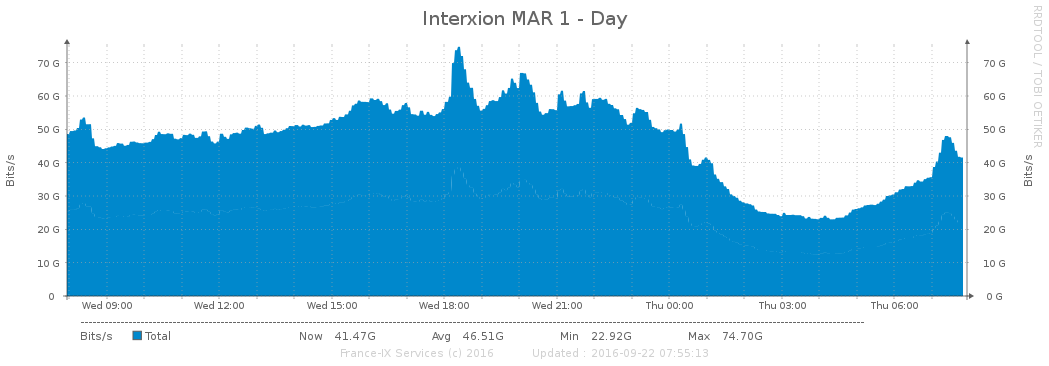 Interxion MAR 1 - Day
RRDTOOL / TOBI OETIKER
Bits/s
70 G 70 G
60 G 60 G
50 G 50 G
40 G 40 G
30 G 30 G
20 G 20 G
10 G 10 G
0 0 G
Bits/s
Wed 09:00 Wed 12:00 Wed 15:00 Wed 18:00 Wed 21:00 Thu 00:00 Thu 03:00 Thu 06:00
Bits/s Total Now 41.47G Avg 46.51G Min 22.92G Max 74.70G
France-IX Services (c) 2016 Updated : 2016-09-22 07:55:13